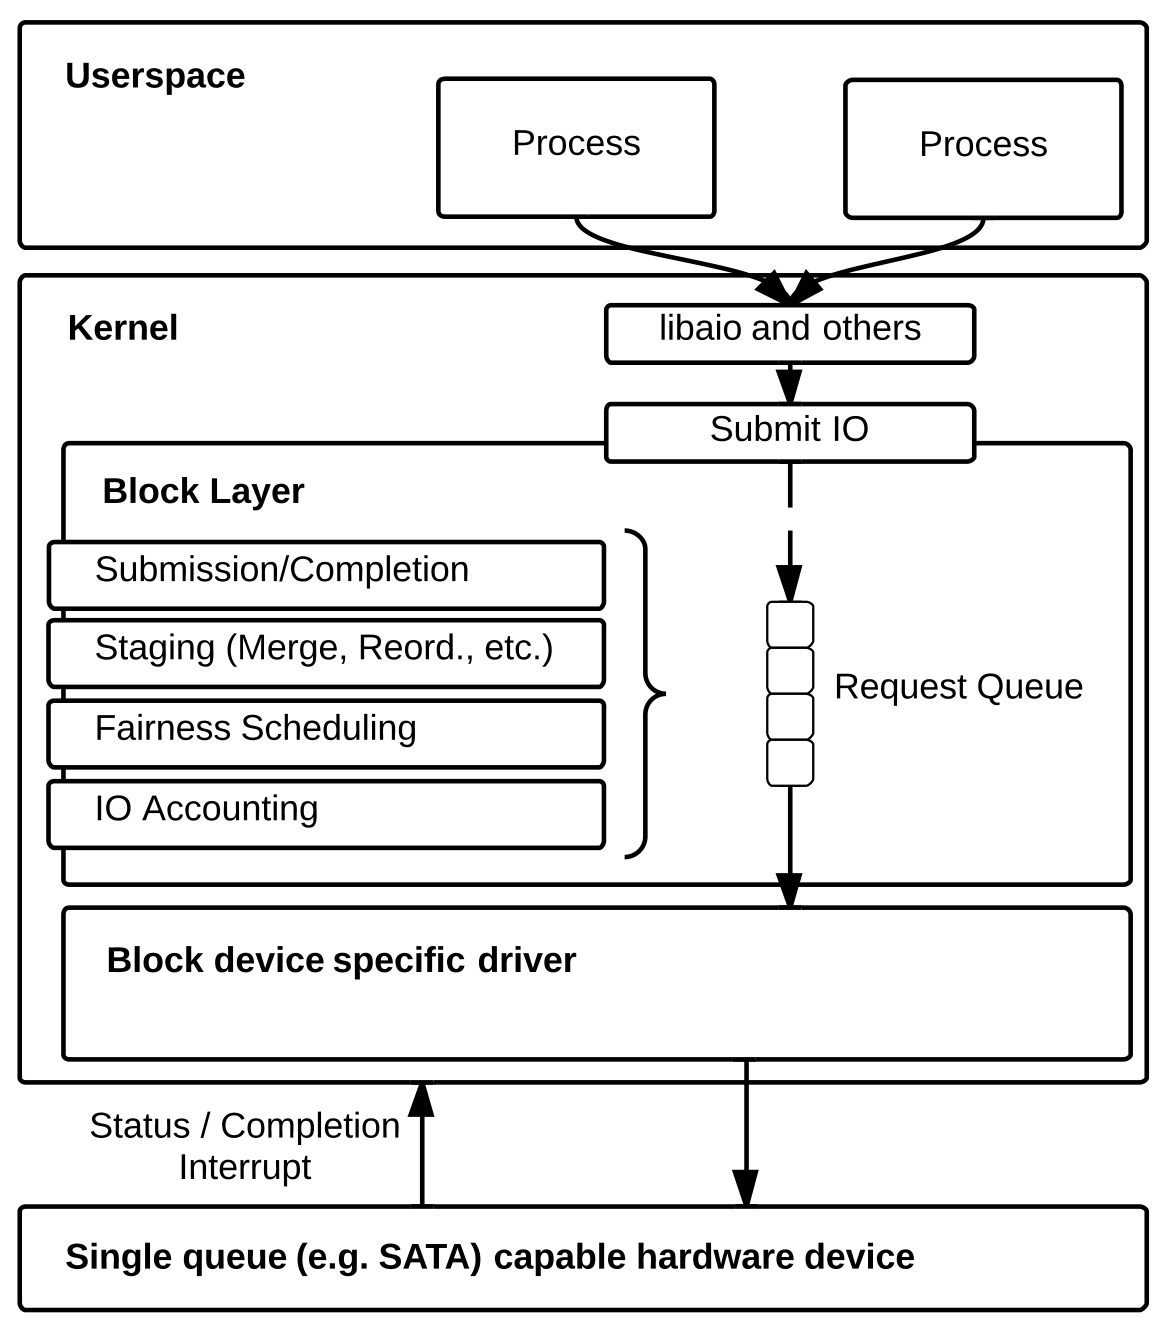 Userspace
Process
Process
Kernel
libaio and others
Submit IO
Block Layer
Submission/Completion
Staging (Merge, Reord., etc.)
Request Queue
Fairness Scheduling
IO Accounting
Block device specific driver
Status / Completion
Interrupt
Single queue (e.g. SATA) capable hardware device